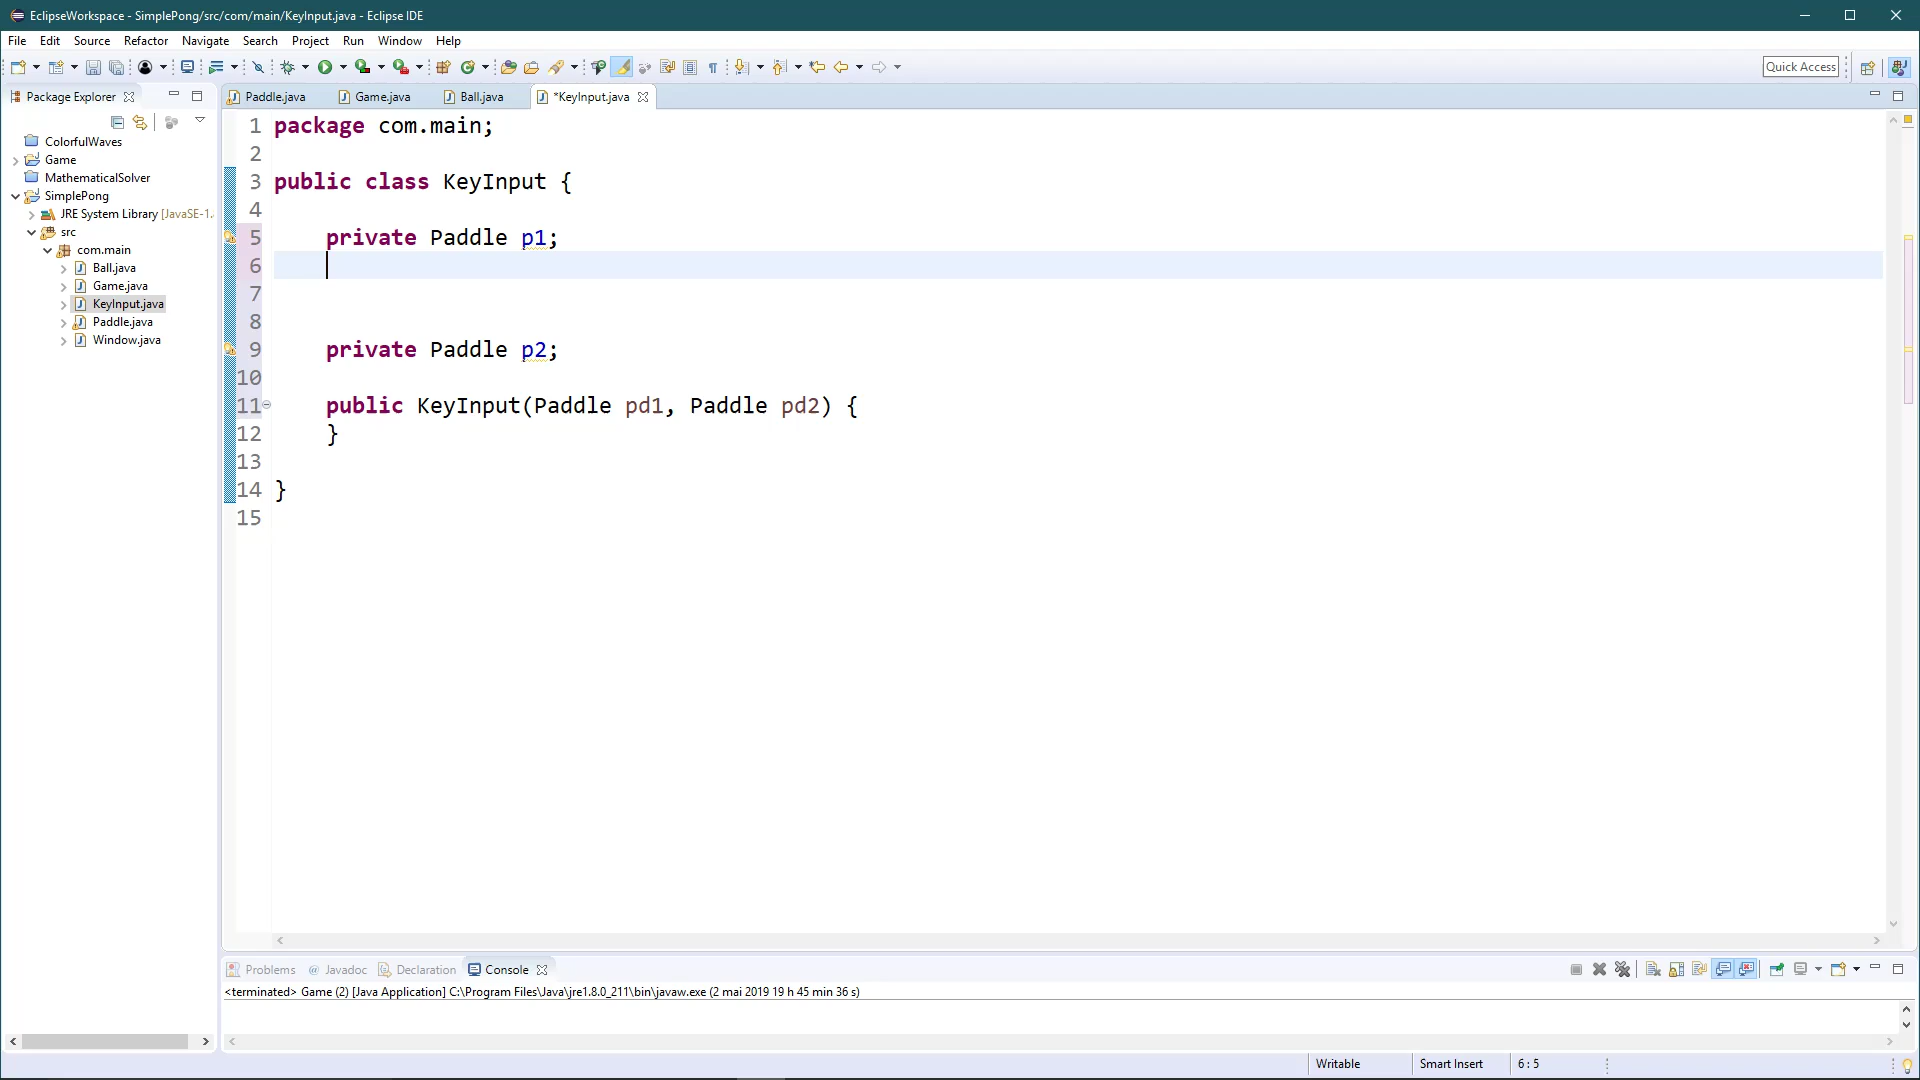 EclipseWorkspace - SimplePong/src/com/main/KeyInput.java - Eclipse IDE
File Edit Source Refactor Navigate Search Project Run Window Help
Quick Access
Package Explorer
Paddle.java Game.java Ball.java *KeyInput.java
ColorfulWaves
Game
MathematicalSolver
SimplePong
JRE System Library [JavaSE-1.
src
com.main
Ball.java
Game.java
KeyInput.java
Paddle.java
Window.java
1 package com.main;
2
3 public class KeyInput {
4
5 private Paddle p1;
6
7
8
9 private Paddle p2;
10
11 public KeyInput(Paddle pd1, Paddle pd2) {
12 }
13
14 }
15
Problems @ Javadoc Declaration Console
<terminated> Game (2) [Java Application] C:\Program Files\Java\jre1.8.0_211\bin\javaw.exe (2 mai 2019 19 h 45 min 36 s)
Writable Smart Insert 6 : 5